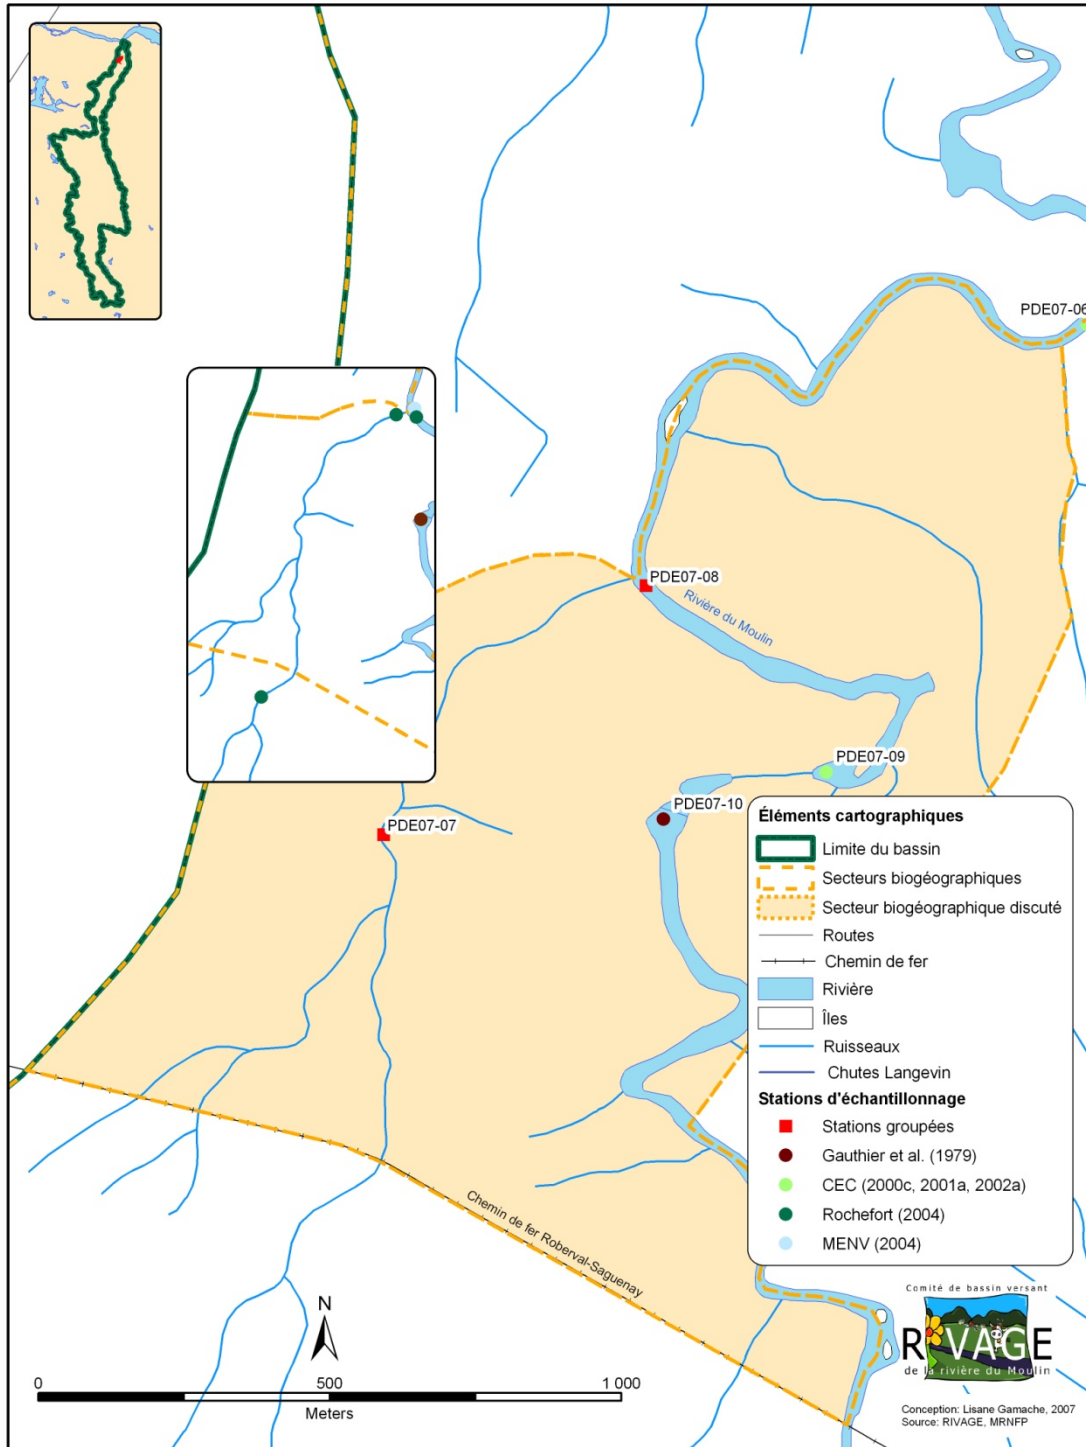 PDE07-06
PDE07-08
Rivière du Moulin
PDE07-09
PDE07-10
PDE07-07
Éléments cartographiques
Limite du bassin
Secteurs biogéographiques
Secteur biogéographique discuté
Routes
Chemin de fer
Rivière
Îles
Ruisseaux
Chutes Langevin
Stations d'échantillonnage
Stations groupées
Gauthier et al. (1979)
CEC (2000c, 2001a, 2002a)
Rochefort (2004)
MENV (2004)
Chemin de fer Roberval-Saguenay
N
0 500 1 000
Meters
Comité de bassin versant
RIVAGE
de la rivière du Moulin
Conception: Lisane Gamache, 2007
Source: RIVAGE, MRNFP